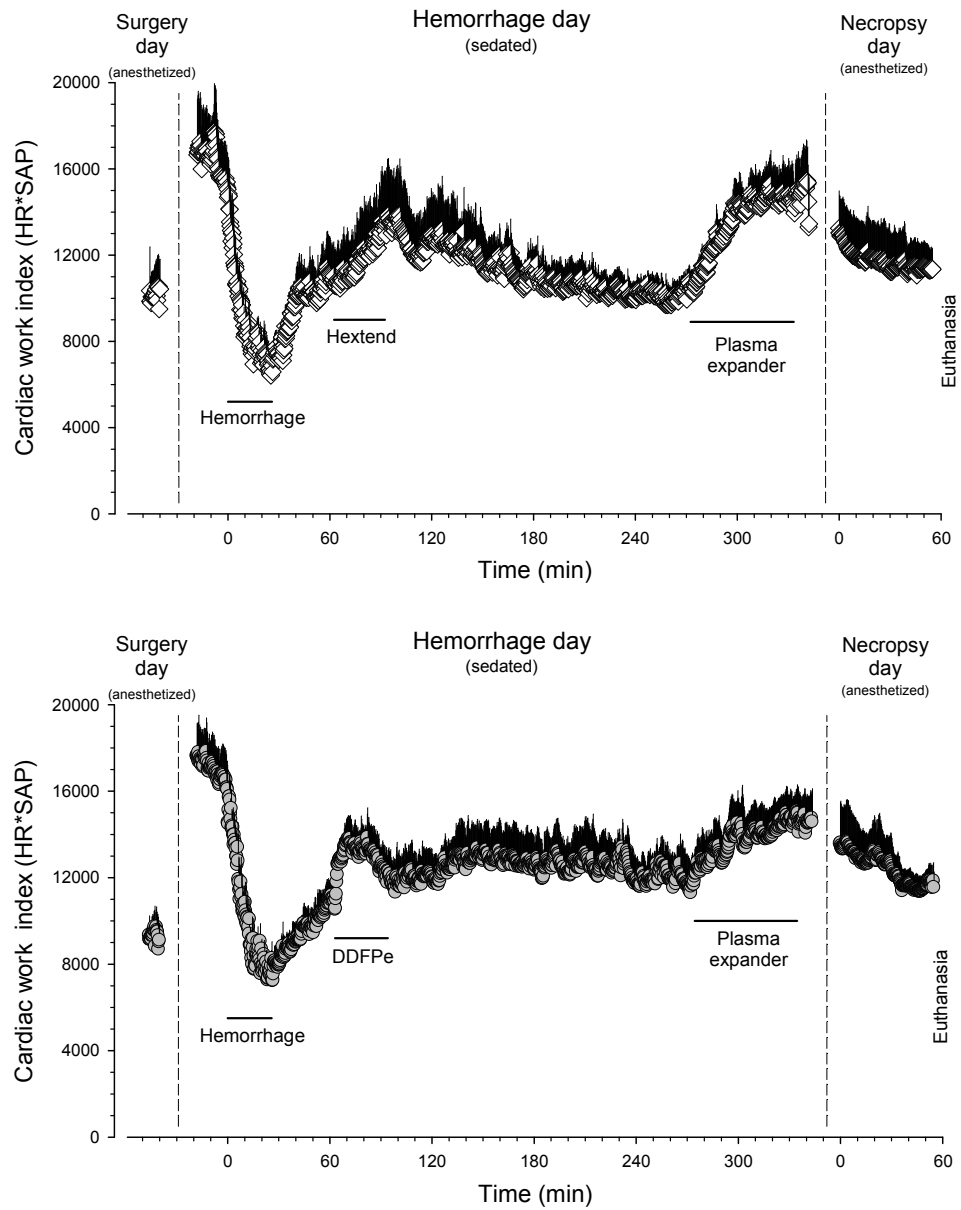 Surgery
day
(anesthetized)
Hemorrhage day
(sedated)
Necropsy
day
(anesthetized)
Cardiac work index (HR*SAP)
20000
16000
12000
8000
4000
0
Hemorrhage
Hextend
Plasma
expander
Euthanasia
0 60 120 180 240 300 0 60
Time (min)
Surgery
day
(anesthetized)
Hemorrhage day
(sedated)
Necropsy
day
(anesthetized)
Cardiac work index (HR*SAP)
20000
16000
12000
8000
4000
0
Hemorrhage
DDFPe
Plasma
expander
Euthanasia
0 60 120 180 240 300 0 60
Time (min)